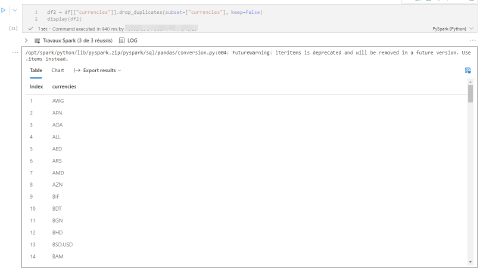 1 df2 = df[["currencies"]].drop_duplicates(subset=["currencies"], keep=False)
2 display(df2)
[31] 1 sec - Command executed in 940 ms by
PySpark (Python)
Travaux Spark (3 de 3 réussis) LOG
/opt/spark/python/lib/pyspark.zip/pyspark/sql/pandas/conversion.py:604: FutureWarning: iteritems is deprecated and will be removed in a future version. Use
.items instead.
Table Chart Export results
Index currencies
1 AWG
2
3 AOA
4 ALL
5 AED
6 ARS
7 AMD
8 AZN
9 BIF
10 BDT
11 BGN
12 BHD
13 BSD:USD
14 BAM